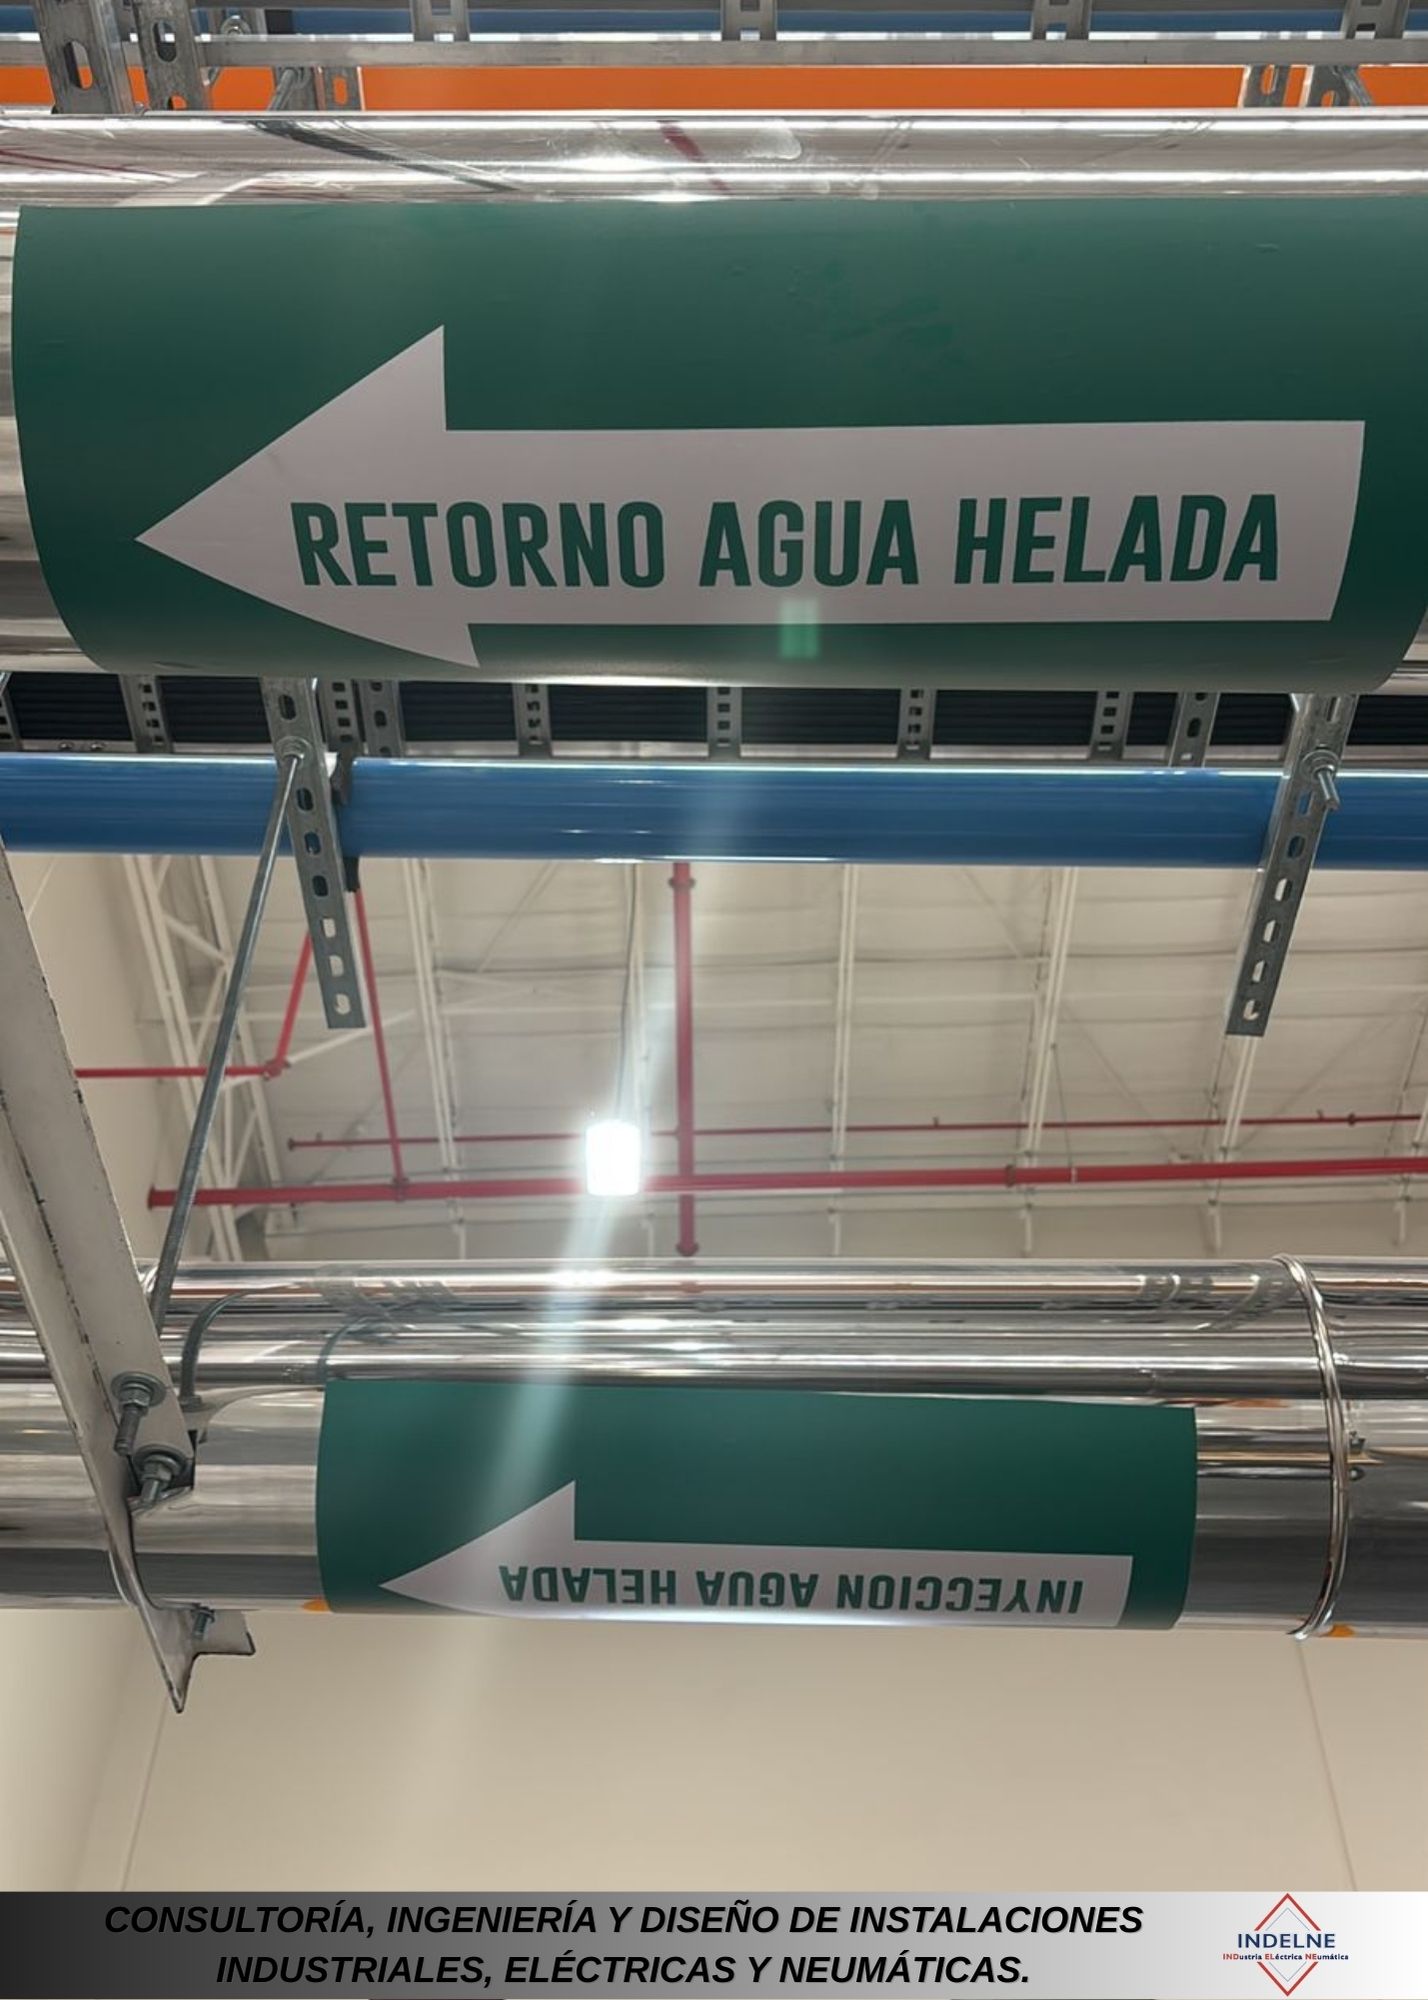 RETORNO AGUA HELADA
INYECCION AGUA HELADA
CONSULTORÍA, INGENIERÍA Y DISEÑO DE INSTALACIONES
INDUSTRIALES, ELÉCTRICAS Y NEUMÁTICAS.
INDELNE
INDustria ELéctrica NEumática